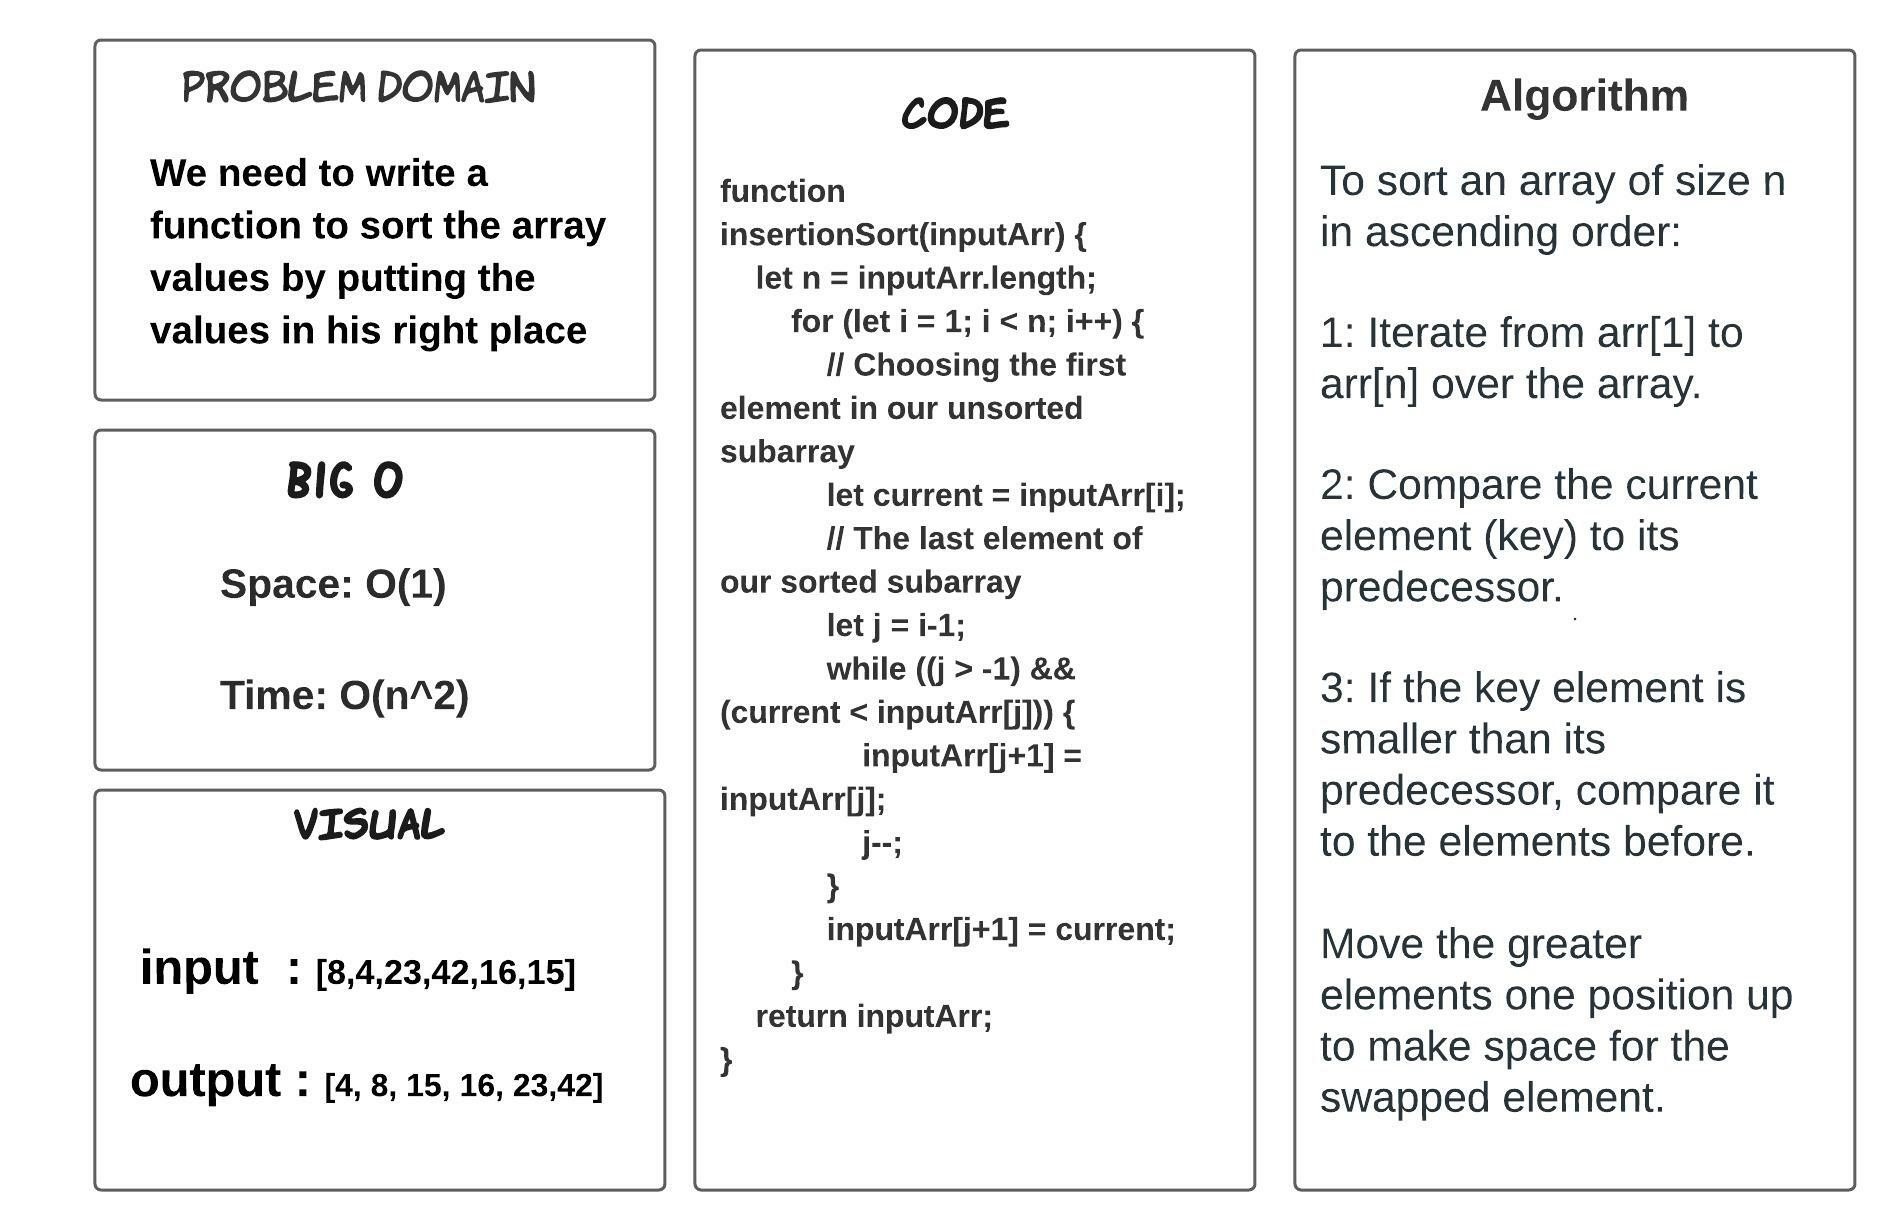 PROBLEM DOMAIN
We need to write a
function to sort the array
values by putting the
values in his right place
BIG O
Space: O(1)
Time: O(n^2)
VISUAL
input : [8,4,23,42,16,15]
output : [4, 8, 15, 16, 23,42]
CODE
function
insertionSort(inputArr) {
let n = inputArr.length;
for (let i = 1; i < n; i++) {
// Choosing the first
element in our unsorted
subarray
let current = inputArr[i];
// The last element of
our sorted subarray
let j = i-1;
while ((j > -1) &&
(current < inputArr[j])) {
inputArr[j+1] =
inputArr[j];
j--;
}
inputArr[j+1] = current;
}
return inputArr;
}
Algorithm
To sort an array of size n
in ascending order:
1: Iterate from arr[1] to
arr[n] over the array.
2: Compare the current
element (key) to its
predecessor.
3: If the key element is
smaller than its
predecessor, compare it
to the elements before.
Move the greater
elements one position up
to make space for the
swapped element.